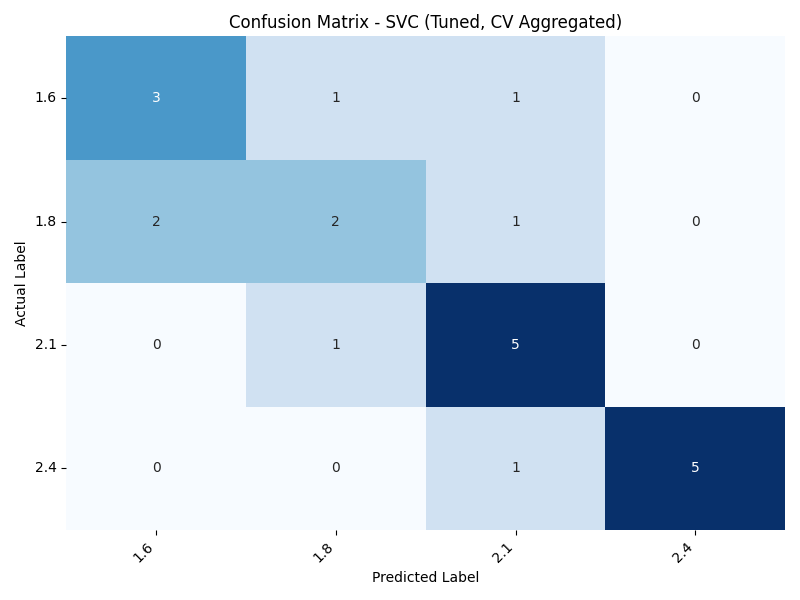 Confusion Matrix - SVC (Tuned, CV Aggregated)
1.6 3 1 1 0
1.8 2 2 1 0
Actual Label
2.1 0 1 5 0
2.4 0 0 1 5
1.6 1.8 2.1 2.4
Predicted Label